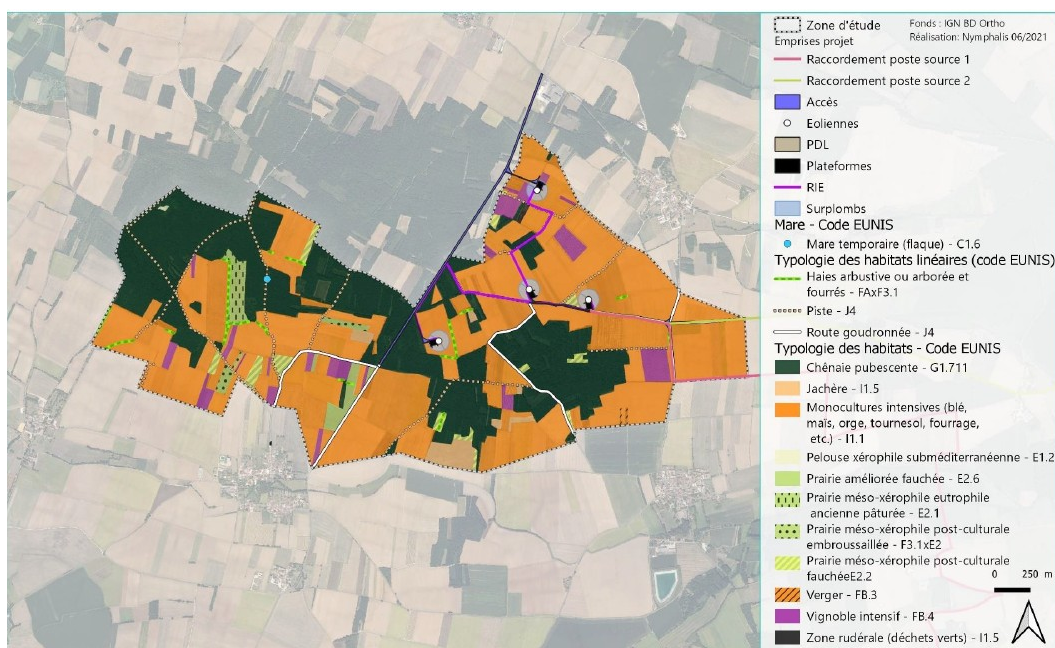 Zone d'étude
Fonds : IGN BD Ortho
Réalisation: Nymphalis 06/2021
Emprises projet
Raccordement poste source 1
Raccordement poste source 2
Accès
Eoliennes
PDL
Plateformes
RIE
Surplombs
Mare - Code EUNIS
Mare temporaire (flaque) - C1.6
Typologie des habitats linéaires (code EUNIS)
Haies arbustive ou arborée et
fourrés - FAxF3.1
Piste - J4
Route goudronnée - J4
Typologie des habitats - Code EUNIS
Chênaie pubescente - G1.711
Jachère - I1.5
Monocultures intensives (blé,
maïs, orge, tournesol, fourrage,
etc.) - I1.1
Pelouse xérophile subméditerranéenne - E1.2
Prairie améliorée fauchée - E2.6
Prairie méso-xérophile eutrophile
ancienne pâturée - E2.1
Prairie méso-xérophile post-culturale
embroussaillée - F3.1xE2
Prairie méso-xérophile post-culturale
fauchéeE2.2
0 250 m
Verger - FB.3
Vignoble intensif - FB.4
Zone rudérale (déchets verts) - I1.5